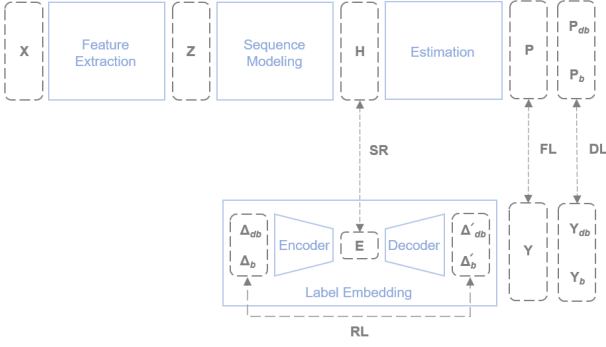 X
Feature
Extraction
Z
Sequence
Modeling
H
Estimation
P
P_db
P_b
SR
FL
DL
Δ_db
Δ_b
Encoder
E
Decoder
Δ′_db
Δ′_b
Label Embedding
Y
Y_db
Y_b
RL